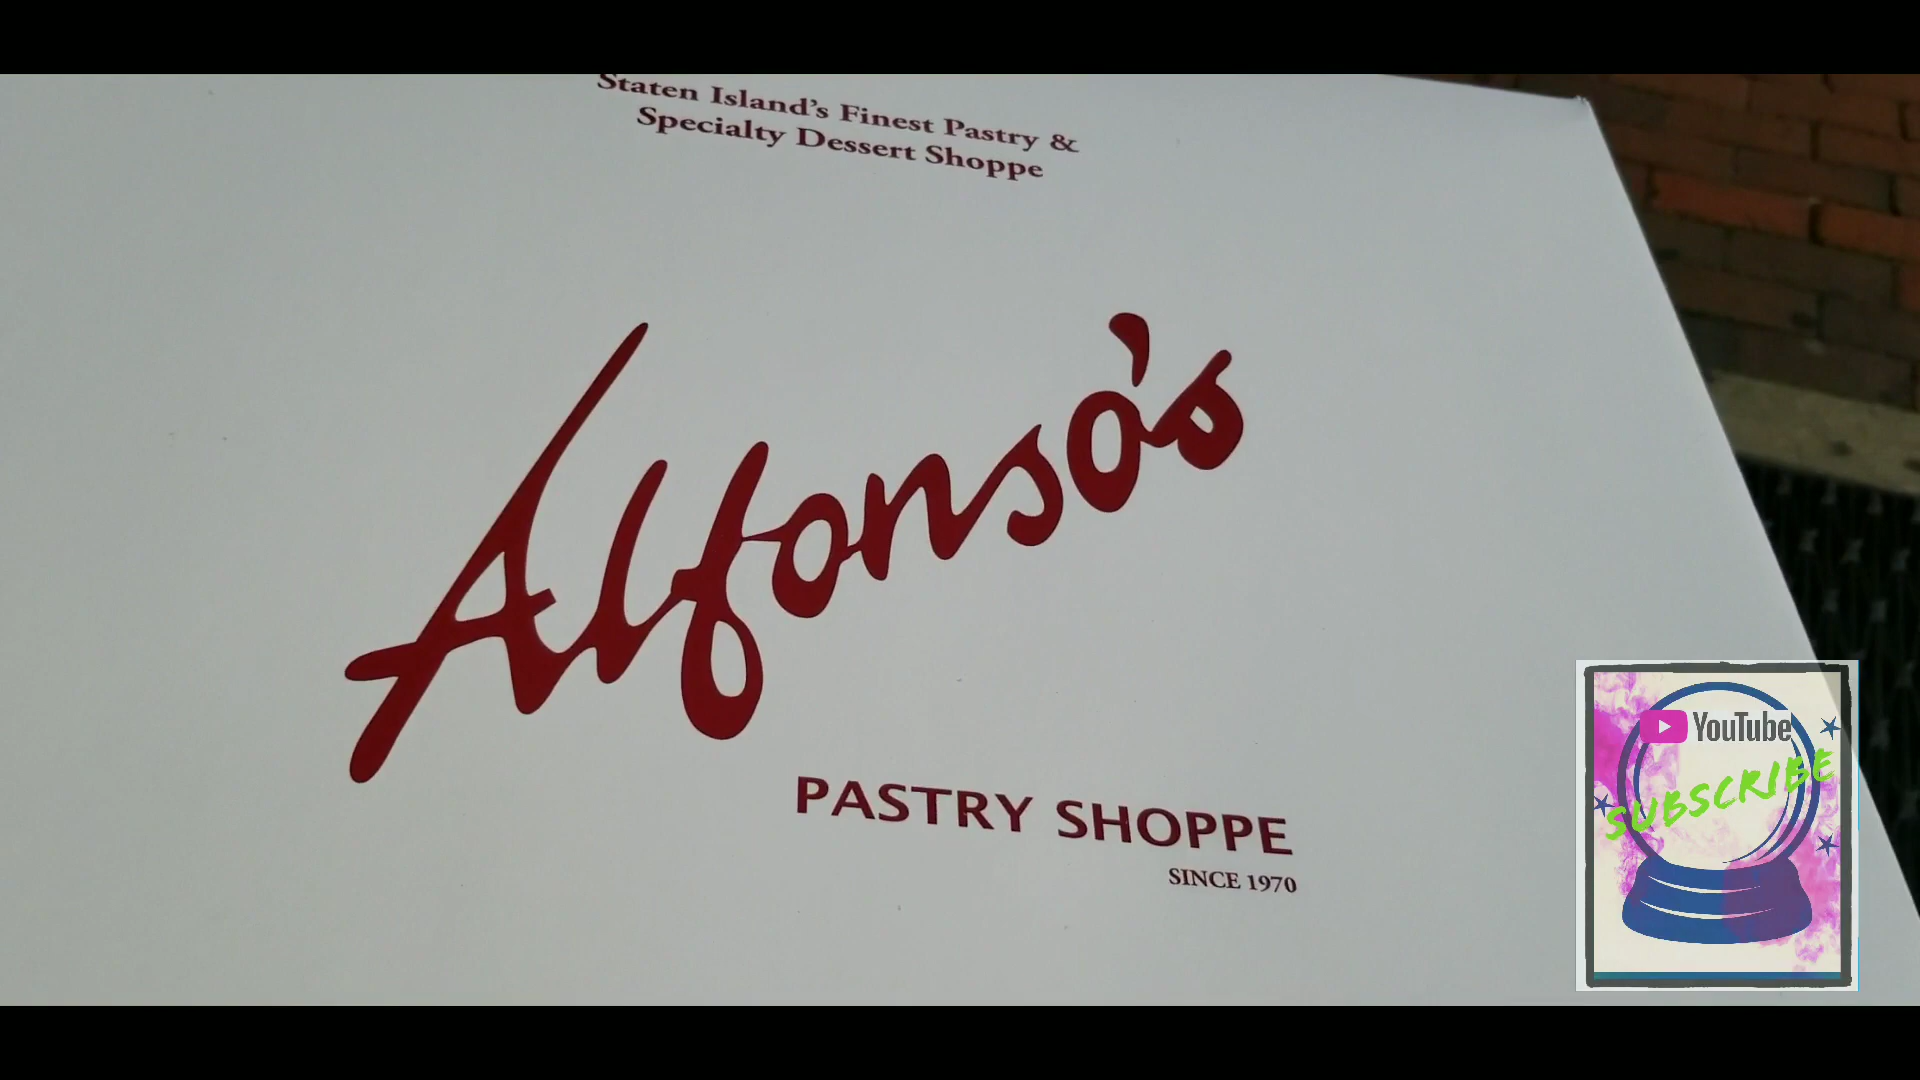 Staten Island's Finest Pastry &
Specialty Dessert Shoppe
Alfonso's
PASTRY SHOPPE
SINCE 1970
YouTube
SUBSCRIBE